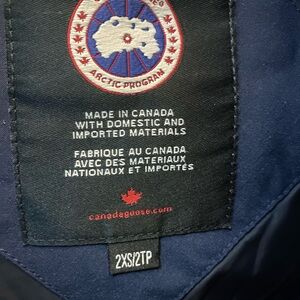 ARCTIC PROGRAM
MADE IN CANADA
WITH DOMESTIC AND
IMPORTED MATERIALS
FABRIQUE AU CANADA
AVEC DES MATERIAUX
NATIONAUX ET IMPORTÉS
canadagoose.com
2XS/2TP